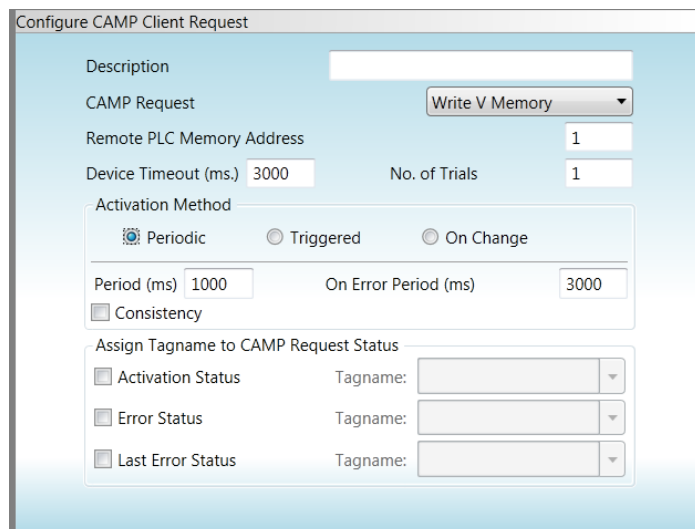 Configure CAMP Client Request
Description
CAMP Request Write V Memory
Remote PLC Memory Address 1
Device Timeout (ms.) 3000 No. of Trials 1
Activation Method
Periodic Triggered On Change
Period (ms) 1000 On Error Period (ms) 3000
Consistency
Assign Tagname to CAMP Request Status
Activation Status Tagname:
Error Status Tagname:
Last Error Status Tagname: